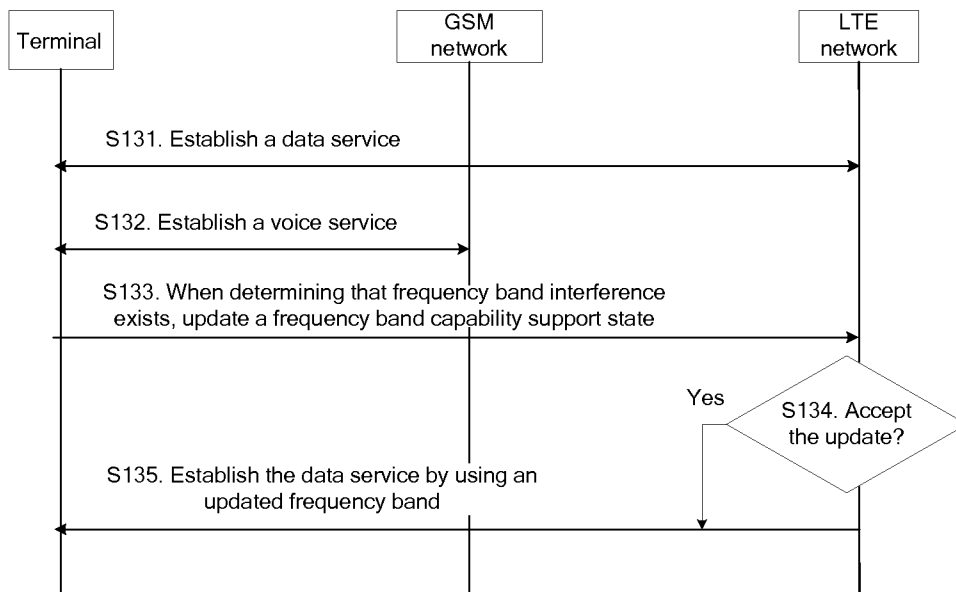 Terminal
GSM
network
LTE
network
S131. Establish a data service
S132. Establish a voice service
S133. When determining that frequency band interference
exists, update a frequency band capability support state
Yes
S134. Accept
the update?
S135. Establish the data service by using an
updated frequency band